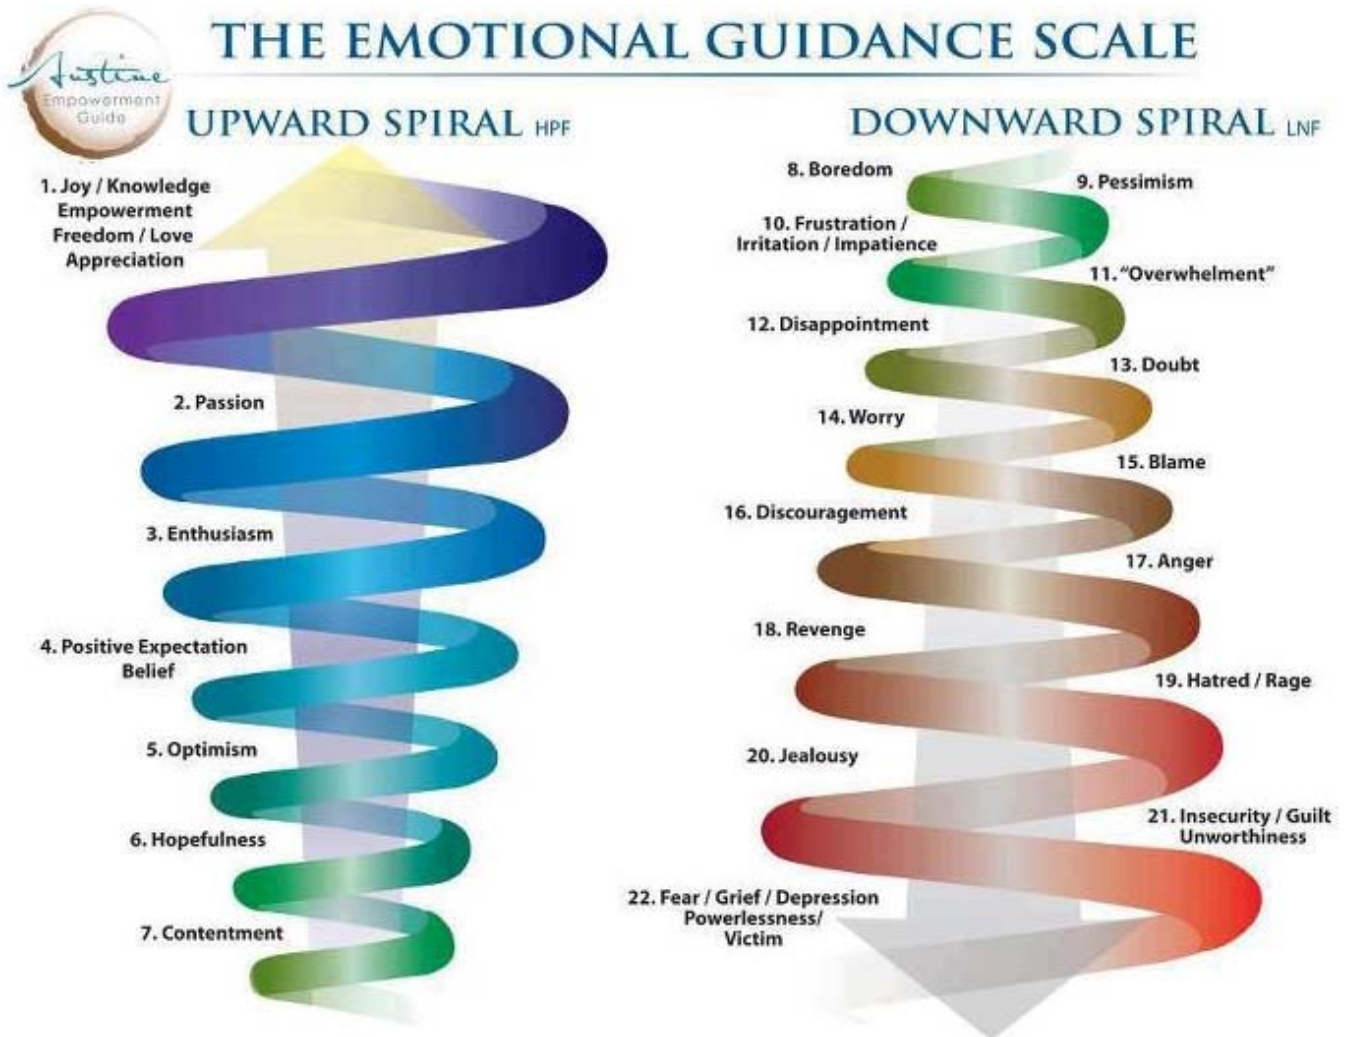 THE EMOTIONAL GUIDANCE SCALE
Austine
Empowerment
Guide
UPWARD SPIRAL HPF
1. Joy / Knowledge
Empowerment
Freedom / Love
Appreciation
2. Passion
3. Enthusiasm
4. Positive Expectation
Belief
5. Optimism
6. Hopefulness
7. Contentment
DOWNWARD SPIRAL LNF
8. Boredom
9. Pessimism
10. Frustration /
Irritation / Impatience
11. “Overwhelment”
12. Disappointment
13. Doubt
14. Worry
15. Blame
16. Discouragement
17. Anger
18. Revenge
19. Hatred / Rage
20. Jealousy
21. Insecurity / Guilt
Unworthiness
22. Fear / Grief / Depression
Powerlessness/
Victim